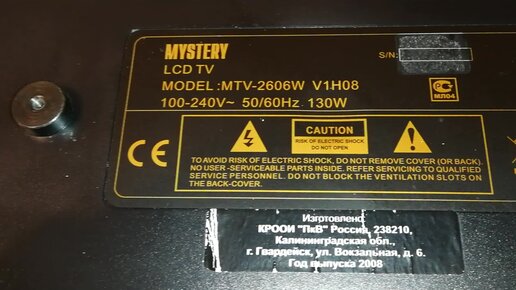 MYSTERY
S/N:
LCD TV
MODEL :MTV-2606W V1H08
100-240V~ 50/60Hz 130W
МЛ04
CAUTION
RISK OF ELECTRIC SHOCK
DO NOT OPEN
CE
TO AVOID RISK OF ELECTRIC SHOCK, DO NOT REMOVE COVER (OR BACK).
NO USER-SERVICEABLE PARTS INSIDE. REFER SERVICING TO QUALIFIED
SERVICE PERSONNEL. DO NOT BLOCK THE VENTILATION SLOTS ON
THE BACK-COVER.
Изготовлено:
КРООИ "ПкВ" Россия, 238210,
Калининградская обл.,
г. Гвардейск, ул. Вокзальная, д. 6.
Год выпуска 2008